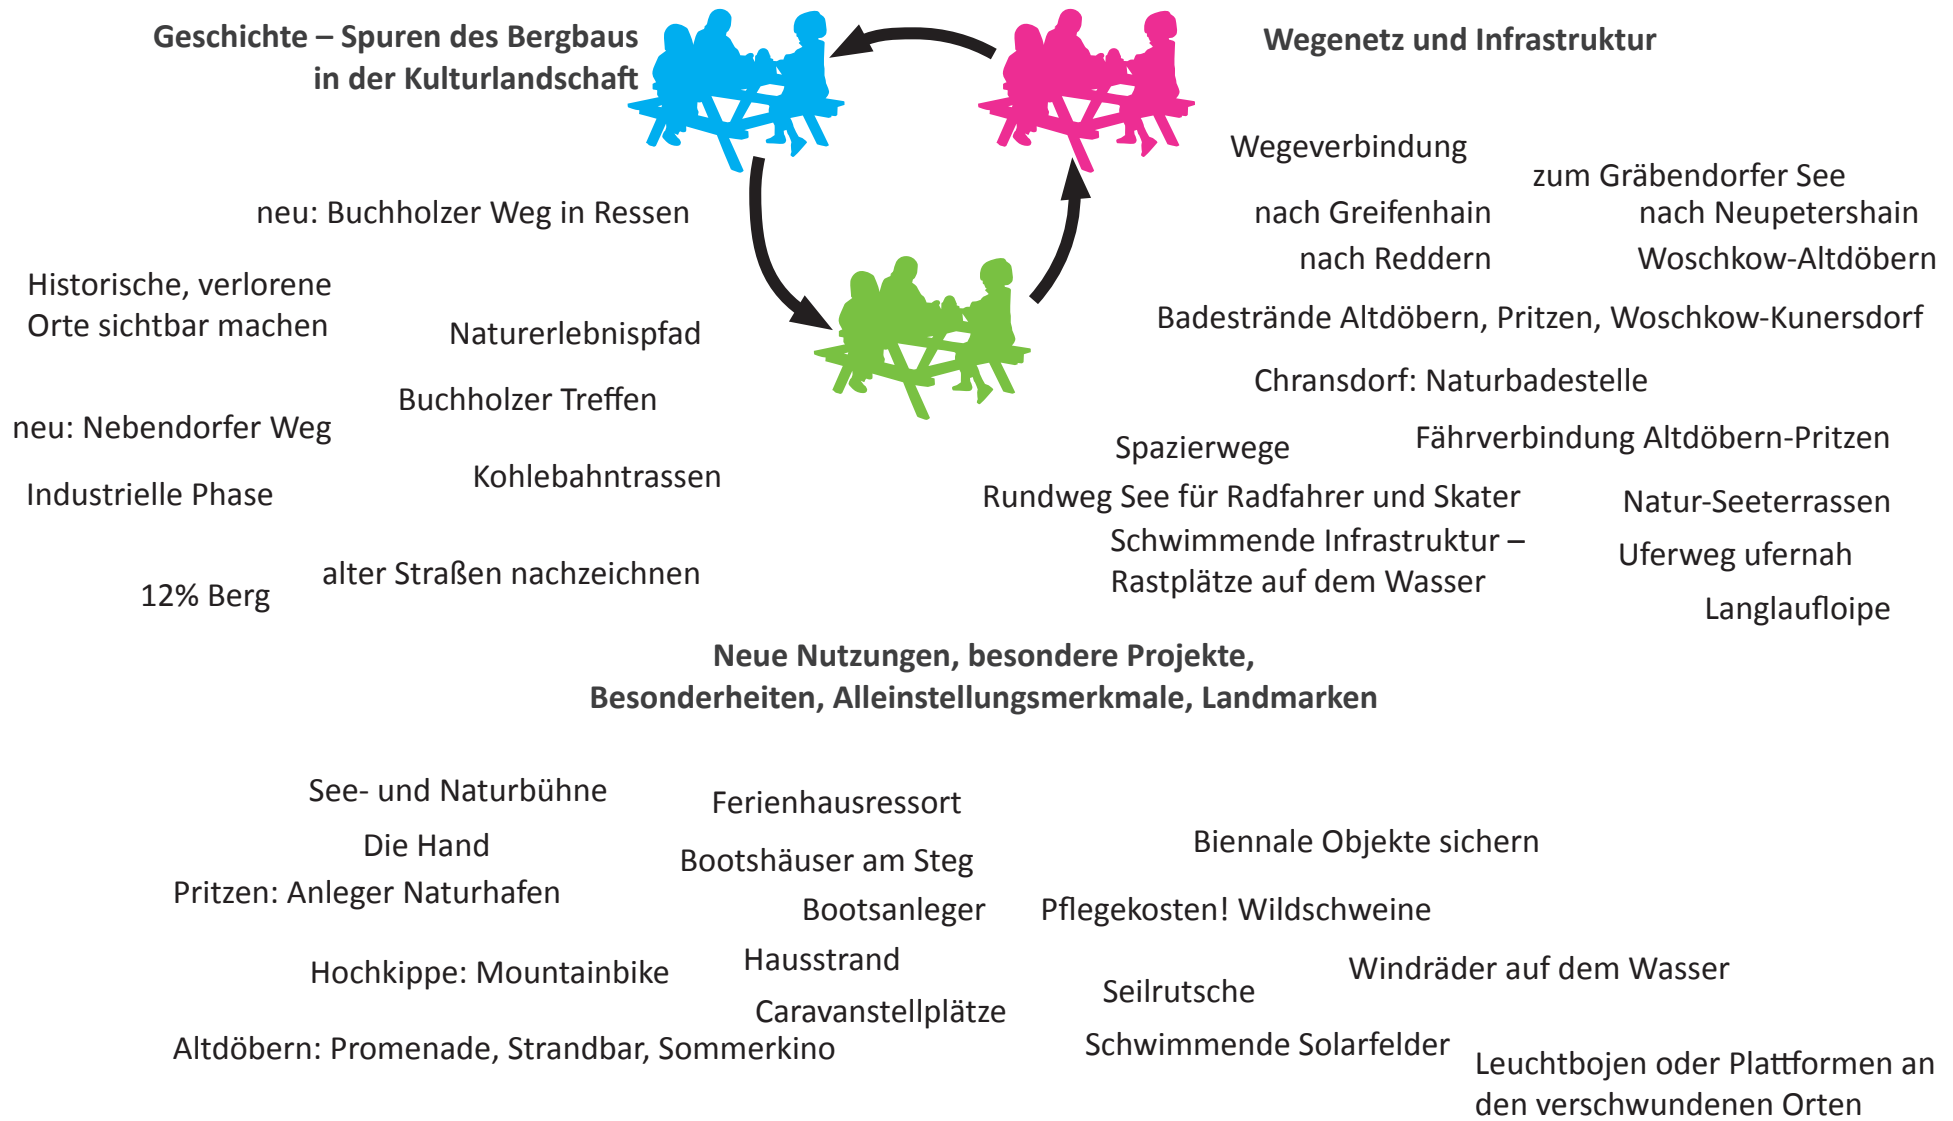 Geschichte – Spuren des Bergbaus
in der Kulturlandschaft
neu: Buchholzer Weg in Ressen
Historische, verlorene
Orte sichtbar machen
Naturerlebnispfad
Buchholzer Treffen
neu: Nebendorfer Weg
Kohlebahntrassen
Industrielle Phase
alter Straßen nachzeichnen
12% Berg
Wegenetz und Infrastruktur
Wegeverbindung
zum Gräbendorfer See
nach Greifenhain
nach Neupetershain
nach Reddern
Woschkow-Altdöbern
Badestrände Altdöbern, Pritzen, Woschkow-Kunersdorf
Chransdorf: Naturbadestelle
Fährverbindung Altdöbern-Pritzen
Spazierwege
Rundweg See für Radfahrer und Skater
Natur-Seeterrassen
Schwimmende Infrastruktur –
Rastplätze auf dem Wasser
Uferweg ufernah
Langlaufloipe
Neue Nutzungen, besondere Projekte,
Besonderheiten, Alleinstellungsmerkmale, Landmarken
See- und Naturbühne
Ferienhausressort
Die Hand
Biennale Objekte sichern
Bootshäuser am Steg
Pritzen: Anleger Naturhafen
Bootsanleger
Pflegekosten! Wildschweine
Hausstrand
Hochkippe: Mountainbike
Windräder auf dem Wasser
Seilrutsche
Caravanstellplätze
Altdöbern: Promenade, Strandbar, Sommerkino
Schwimmende Solarfelder
Leuchtbojen oder Plattformen an
den verschwundenen Orten